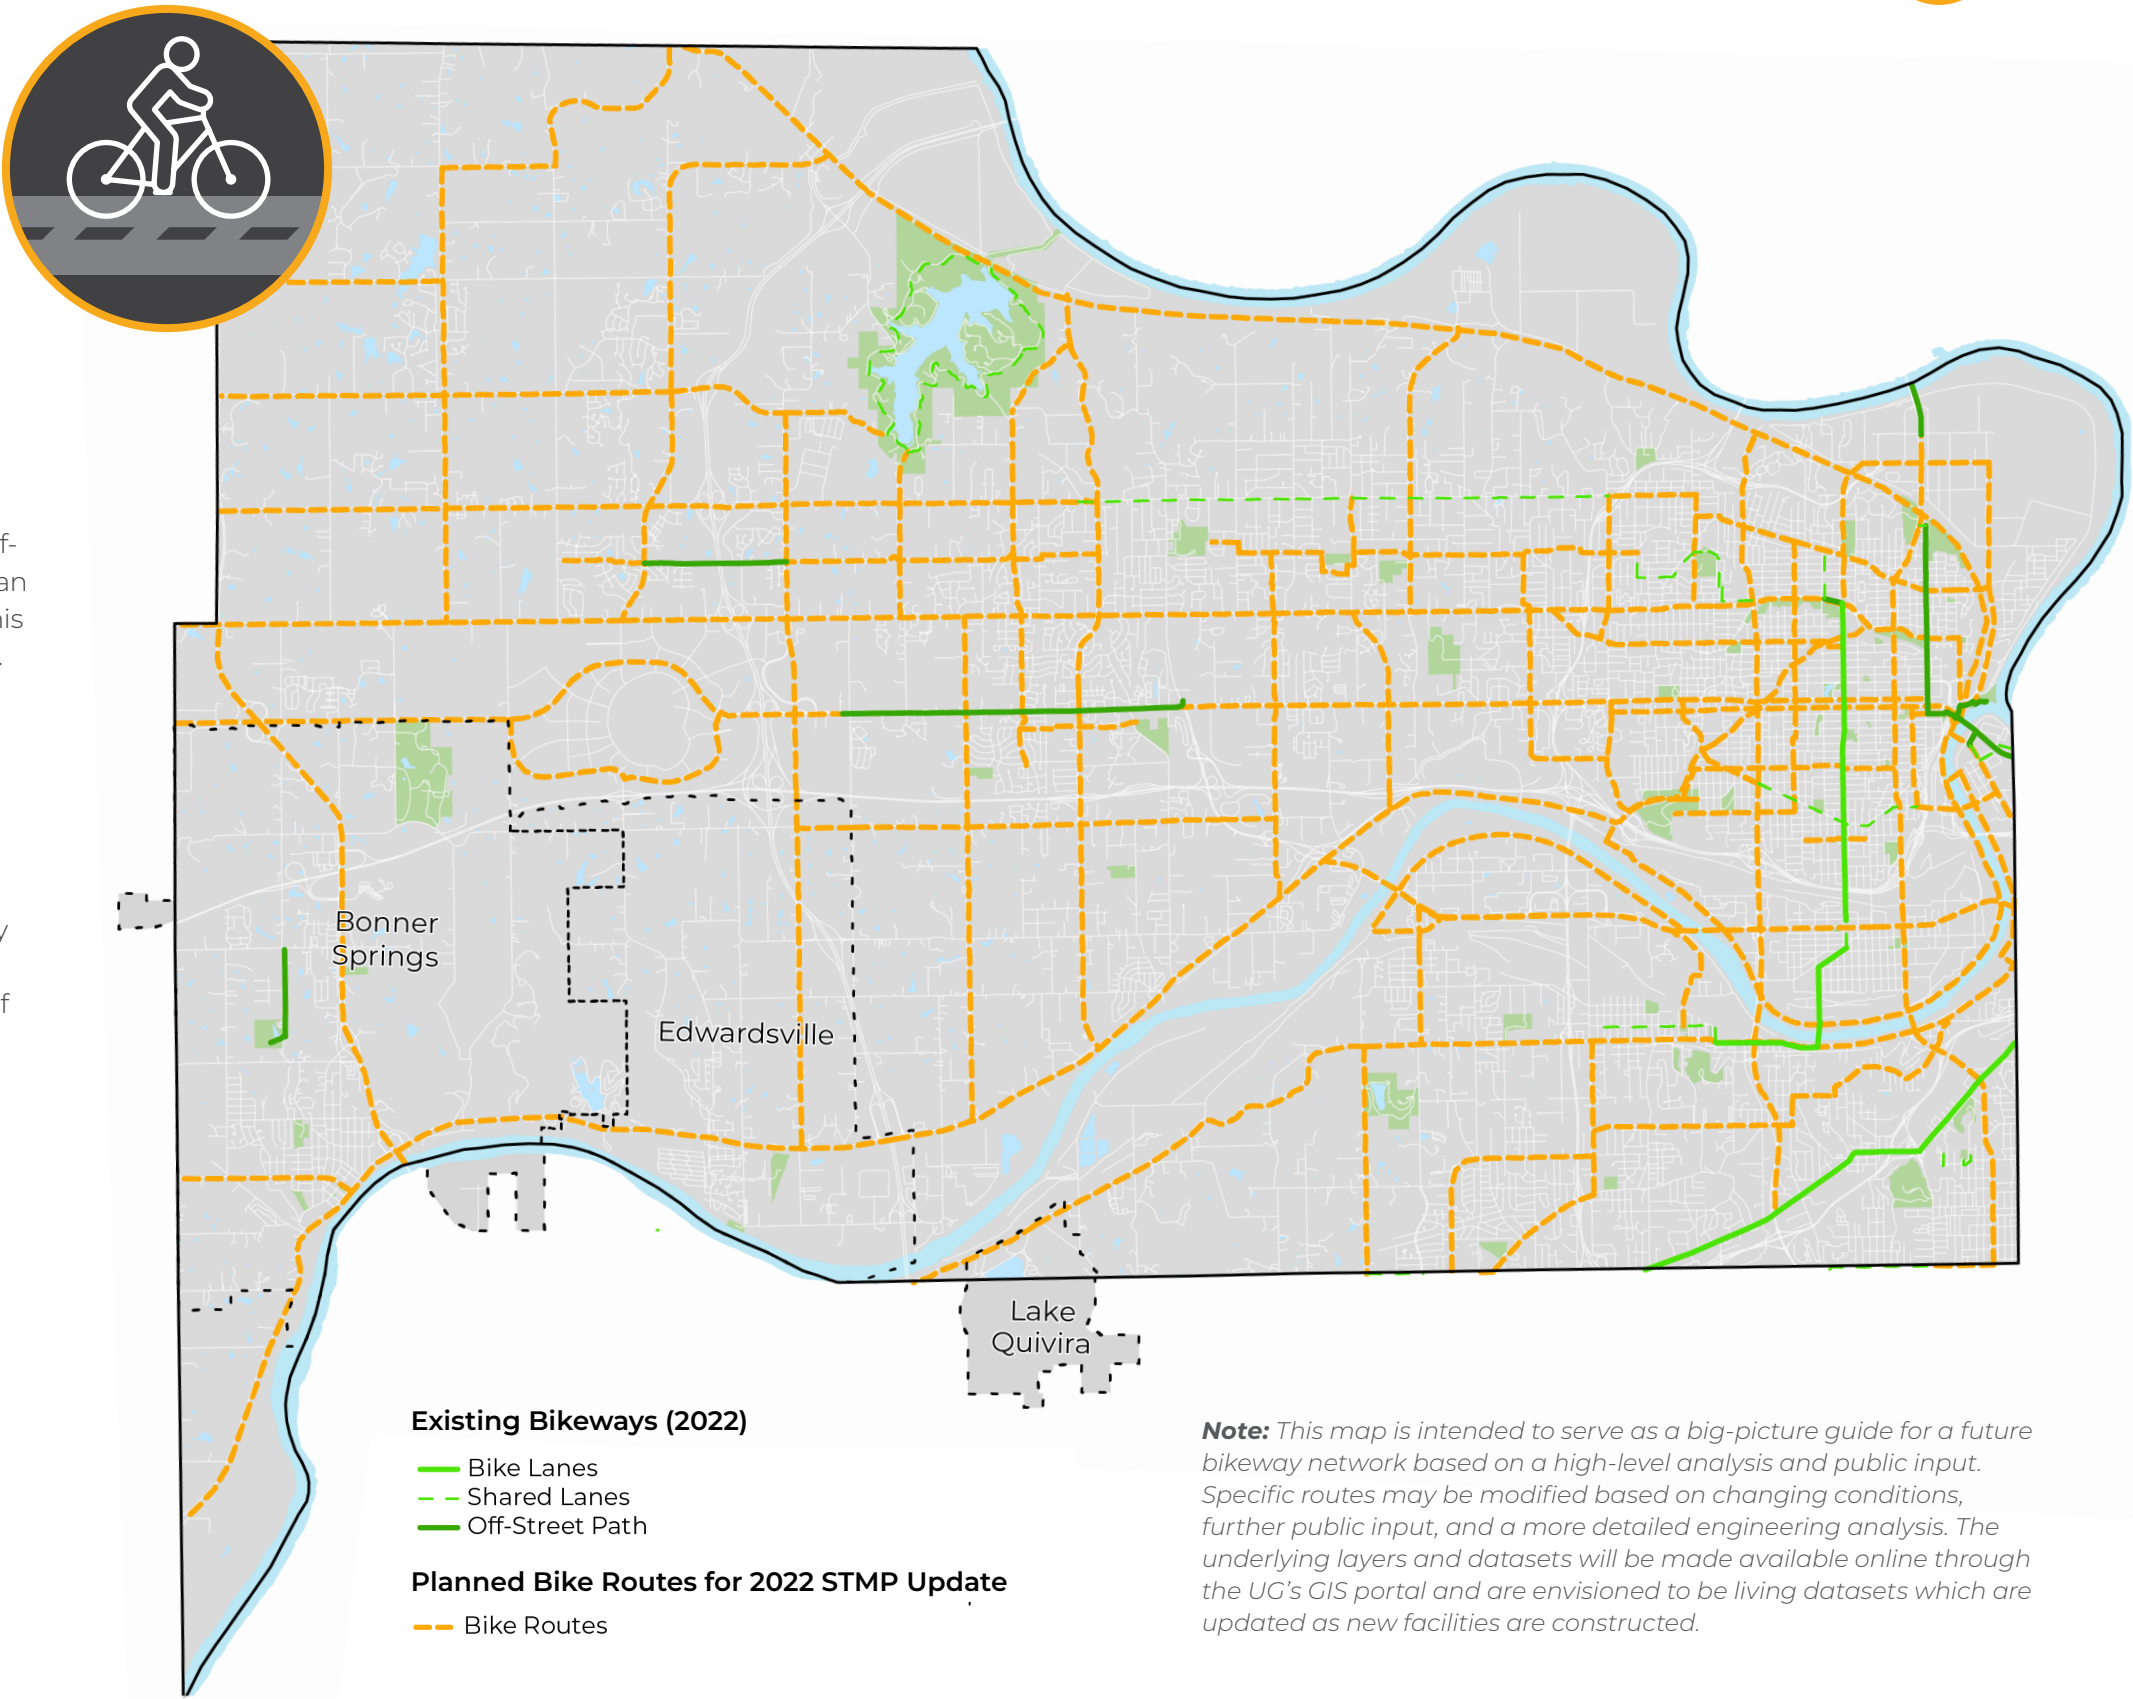 f-
an
nis
y
f
Bonner
Springs
Edwardsville
Lake
Quivira
Existing Bikeways (2022)
Bike Lanes
Shared Lanes
Off-Street Path
Planned Bike Routes for 2022 STMP Update
Bike Routes
Note: This map is intended to serve as a big-picture guide for a future
bikeway network based on a high-level analysis and public input.
Specific routes may be modified based on changing conditions,
further public input, and a more detailed engineering analysis. The
underlying layers and datasets will be made available online through
the UG's GIS portal and are envisioned to be living datasets which are
updated as new facilities are constructed.